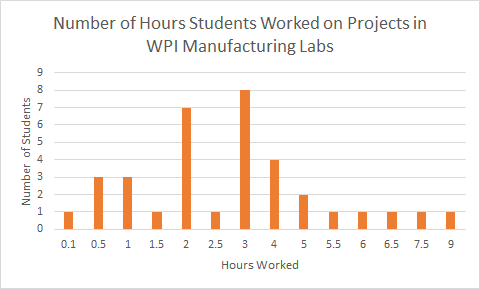 Number of Hours Students Worked on Projects in
WPI Manufacturing Labs
Number of Students
9
8
7
6
5
4
3
2
1
0
0.1 0.5 1 1.5 2 2.5 3 4 5 5.5 6 6.5 7.5 9
Hours Worked